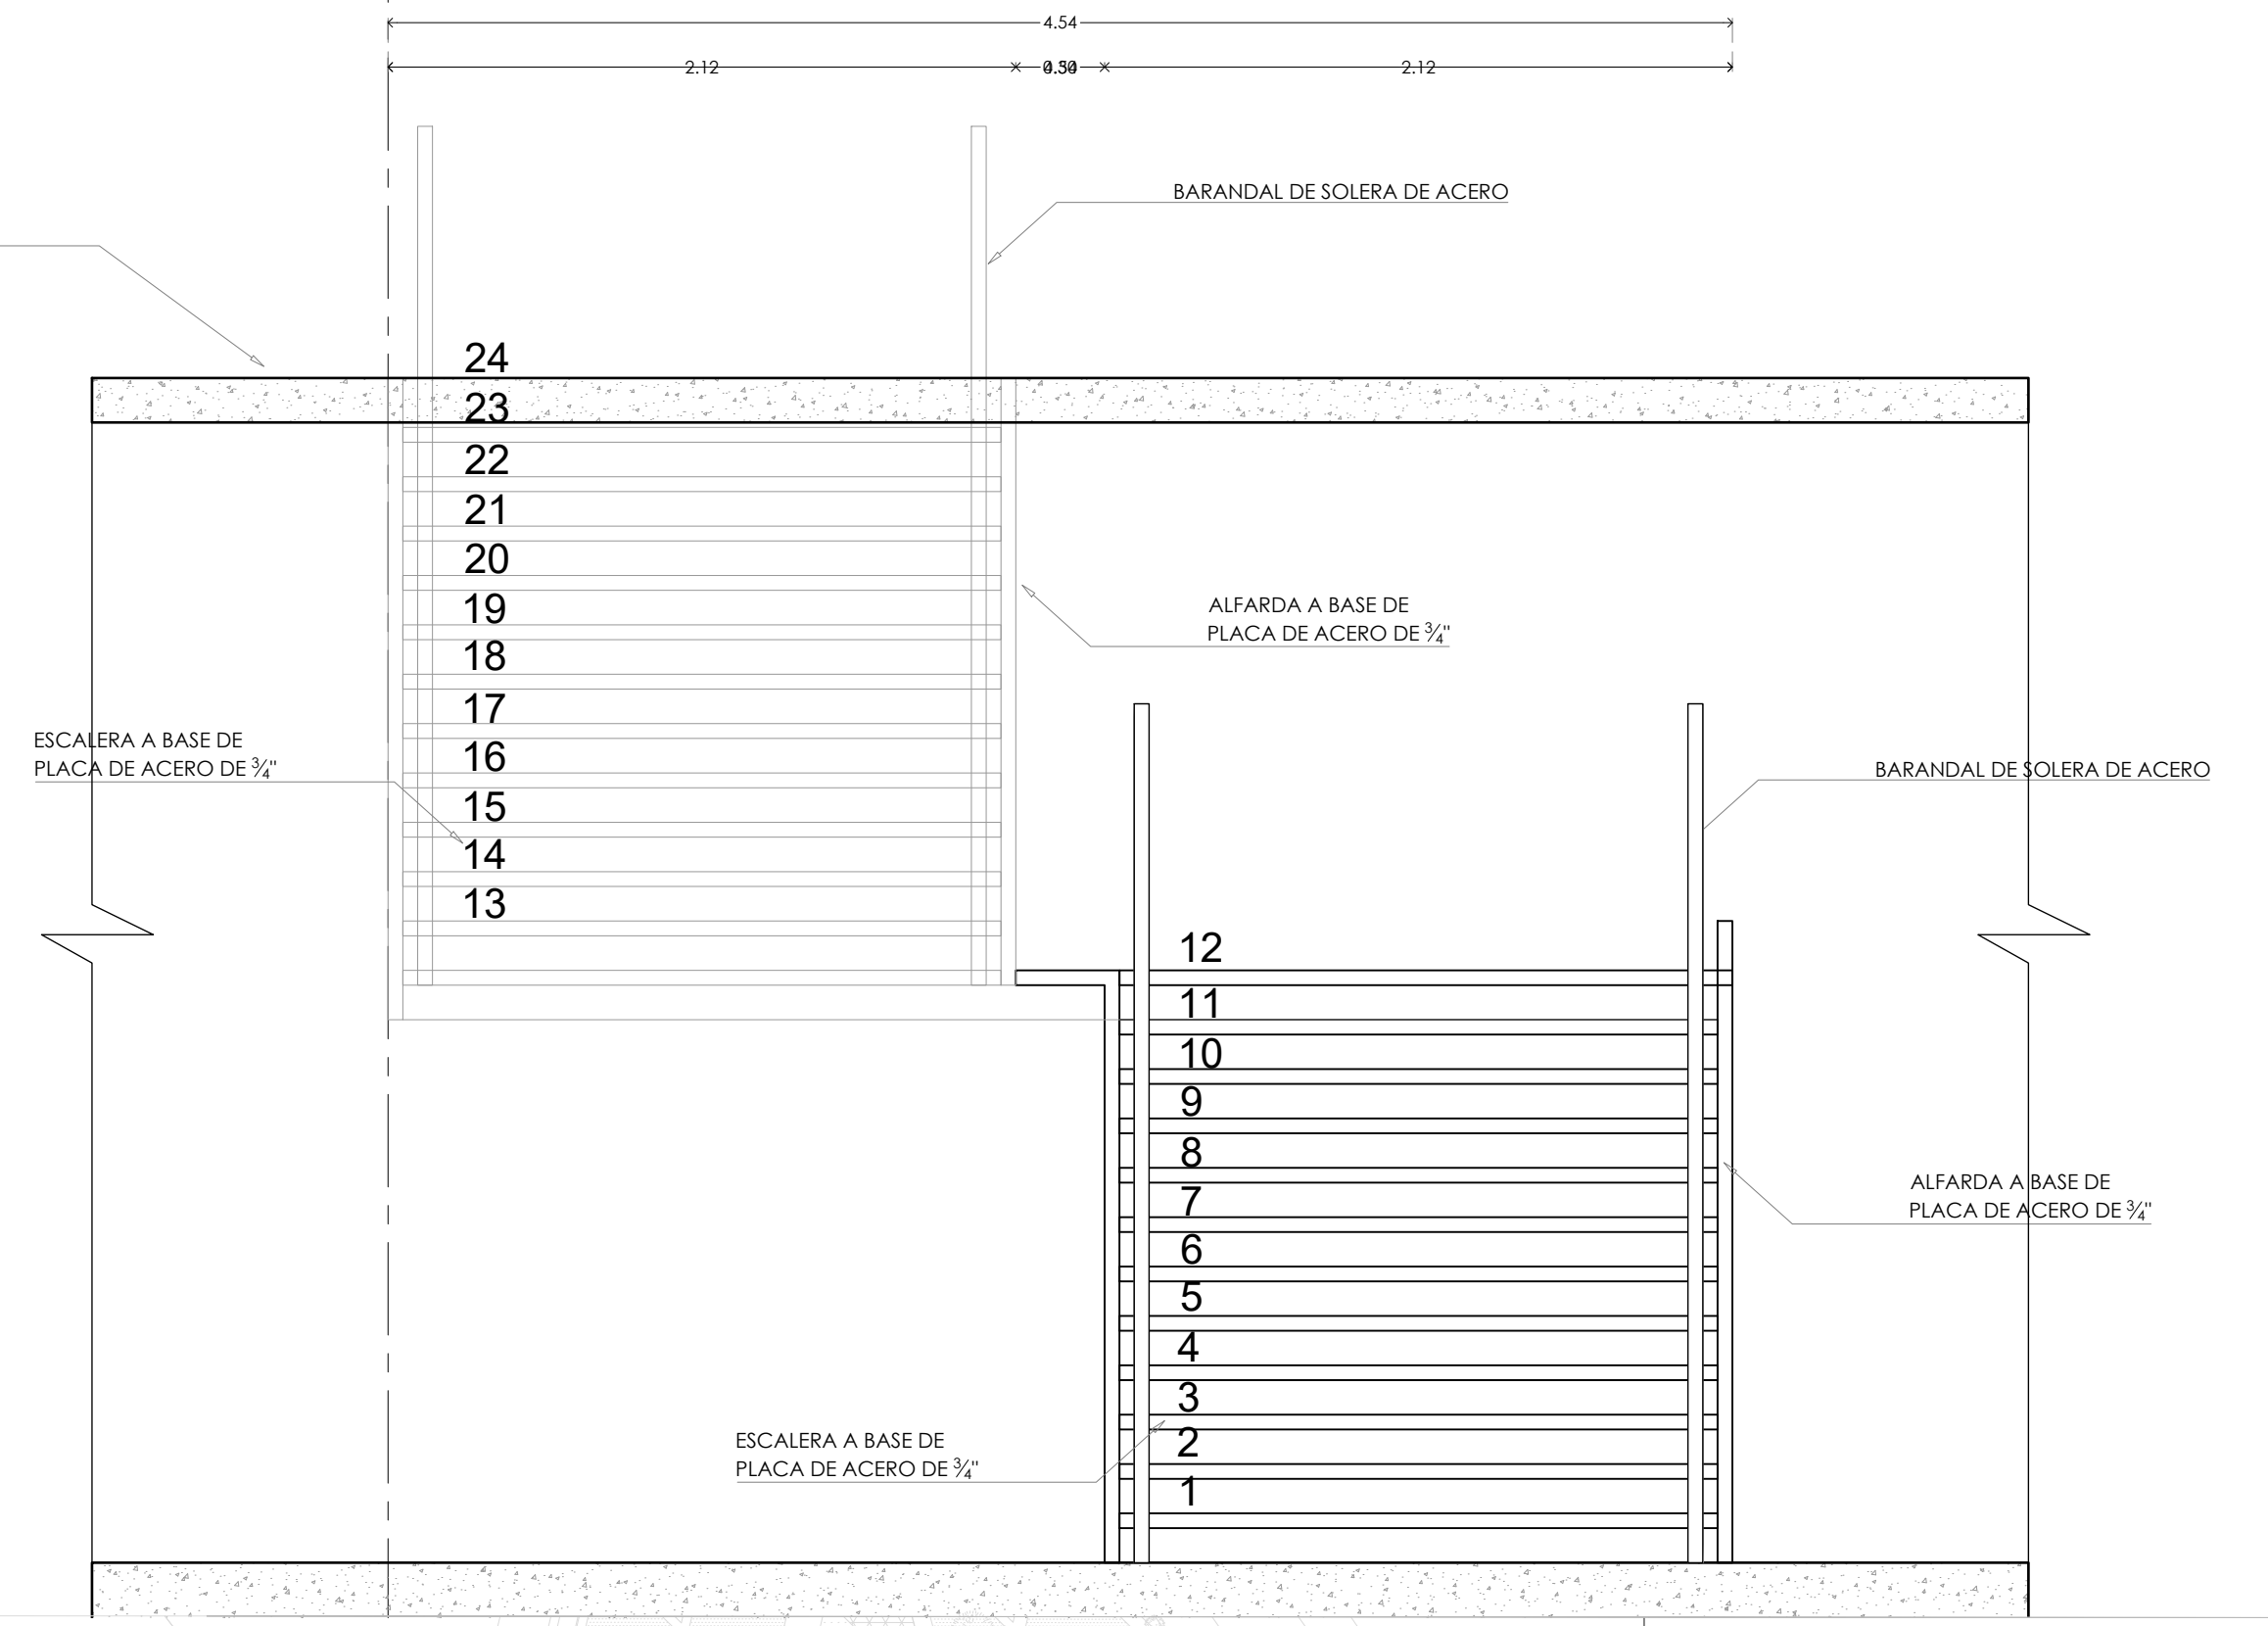 4.54
2.12
2.12
BARANDAL DE SOLERA DE ACERO
24
23
22
21
20
19
18
17
16
15
14
13
ALFARDA A BASE DE
PLACA DE ACERO DE ¾"
ESCALERA A BASE DE
PLACA DE ACERO DE ¾"
BARANDAL DE SOLERA DE ACERO
12
11
10
9
8
7
6
5
4
3
2
1
ALFARDA A BASE DE
PLACA DE ACERO DE ¾"
ESCALERA A BASE DE
PLACA DE ACERO DE ¾"